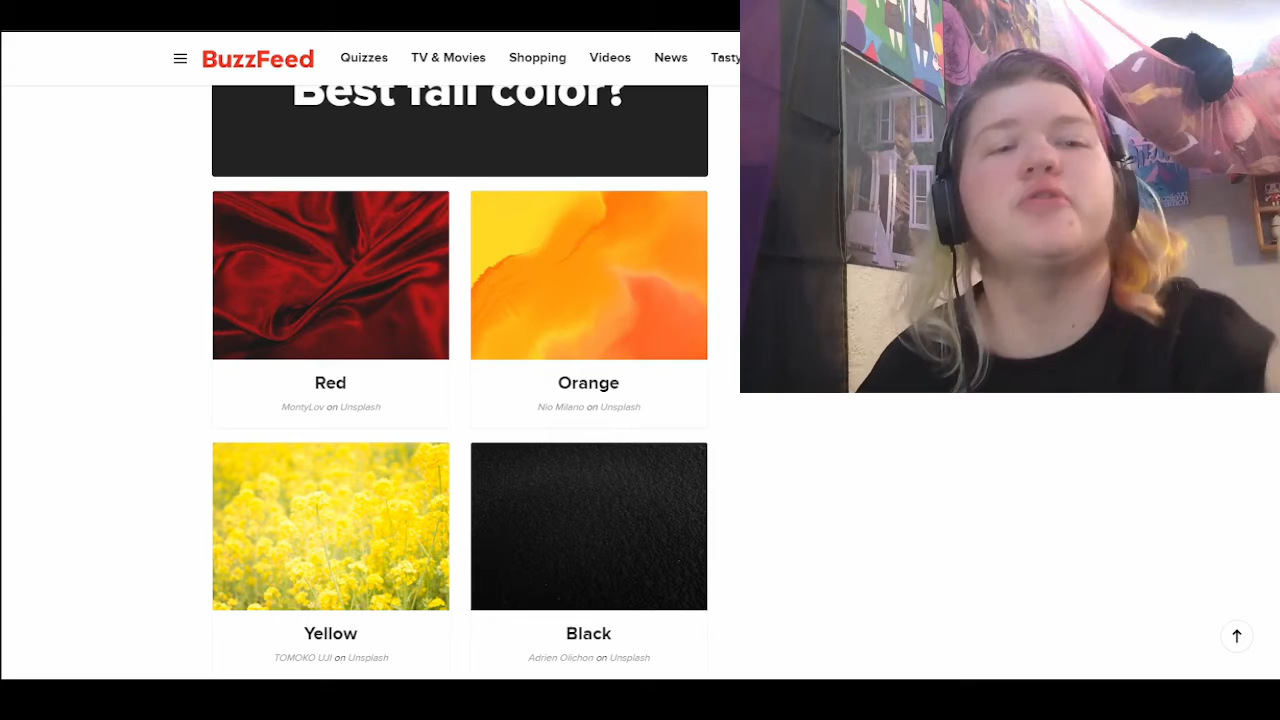 BuzzFeed Quizzes TV & Movies Shopping Videos News Tasty
Best fall color?
Red Orange
MontyLov on Unsplash Nio Milano on Unsplash
Yellow Black
TOMOKO UJI on Unsplash Adrien Olichon on Unsplash